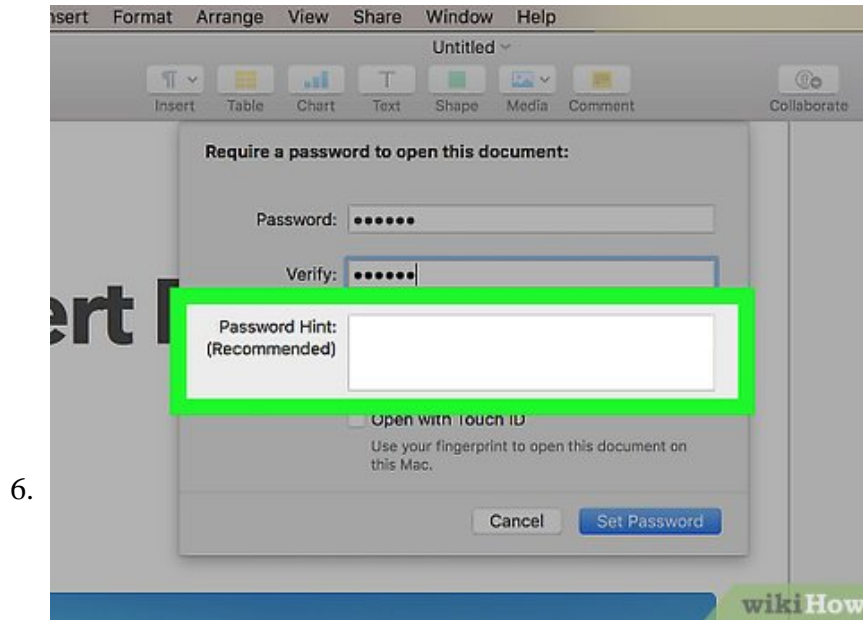 nsert Format Arrange View Share Window Help
Untitled
Insert Table Chart Text Shape Media Comment Collaborate
Require a password to open this document:
Password: ••••••
Verify: ••••••
ert
Password Hint:
(Recommended)
Open with Touch ID
Use your fingerprint to open this document on
this Mac.
6.
Cancel Set Password
wikiHow